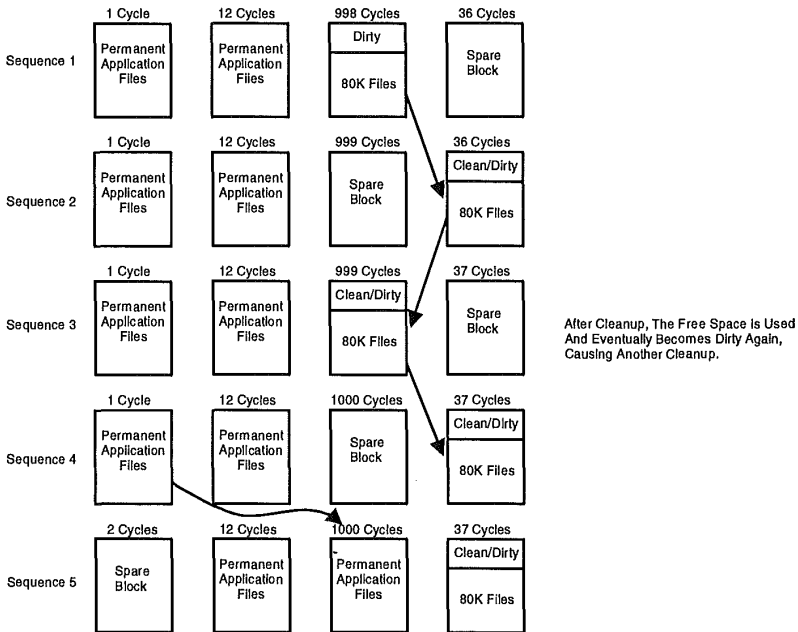 1 Cycle 12 Cycles 998 Cycles 36 Cycles
Sequence 1
Permanent
Application
Files
Permanent
Application
Files
Dirty
80K Files
Spare
Block
1 Cycle 12 Cycles 999 Cycles 36 Cycles
Sequence 2
Permanent
Application
Files
Permanent
Application
Files
Spare
Block
Clean/Dirty
80K Files
1 Cycle 12 Cycles 999 Cycles 37 Cycles
Sequence 3
Permanent
Application
Files
Permanent
Application
Files
Clean/Dirty
80K Files
Spare
Block
After Cleanup, The Free Space is Used
And Eventually Becomes Dirty Again,
Causing Another Cleanup.
1 Cycle 12 Cycles 1000 Cycles 37 Cycles
Sequence 4
Permanent
Application
Files
Permanent
Application
Files
Spare
Block
Clean/Dirty
80K Files
2 Cycles 12 Cycles 1000 Cycles 37 Cycles
Sequence 5
Spare
Block
Permanent
Application
Files
Permanent
Application
Files
Clean/Dirty
80K Files